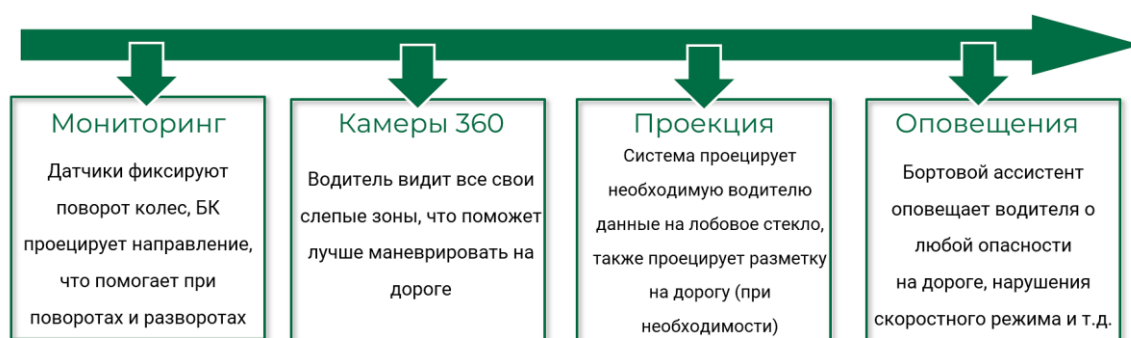 Мониторинг
Датчики фиксируют
поворот колес, БК
проецирует направление,
что помогает при
поворотах и разворотах
Камеры 360
Водитель видит все свои
слепые зоны, что поможет
лучше маневрировать на
дороге
Проекция
Система проецирует
необходимую водителю
данные на лобовое стекло,
также проецирует разметку
на дорогу (при
необходимости)
Оповещения
Бортовой ассистент
оповещает водителя о
любой опасности
на дороге, нарушения
скоростного режима и т.д.